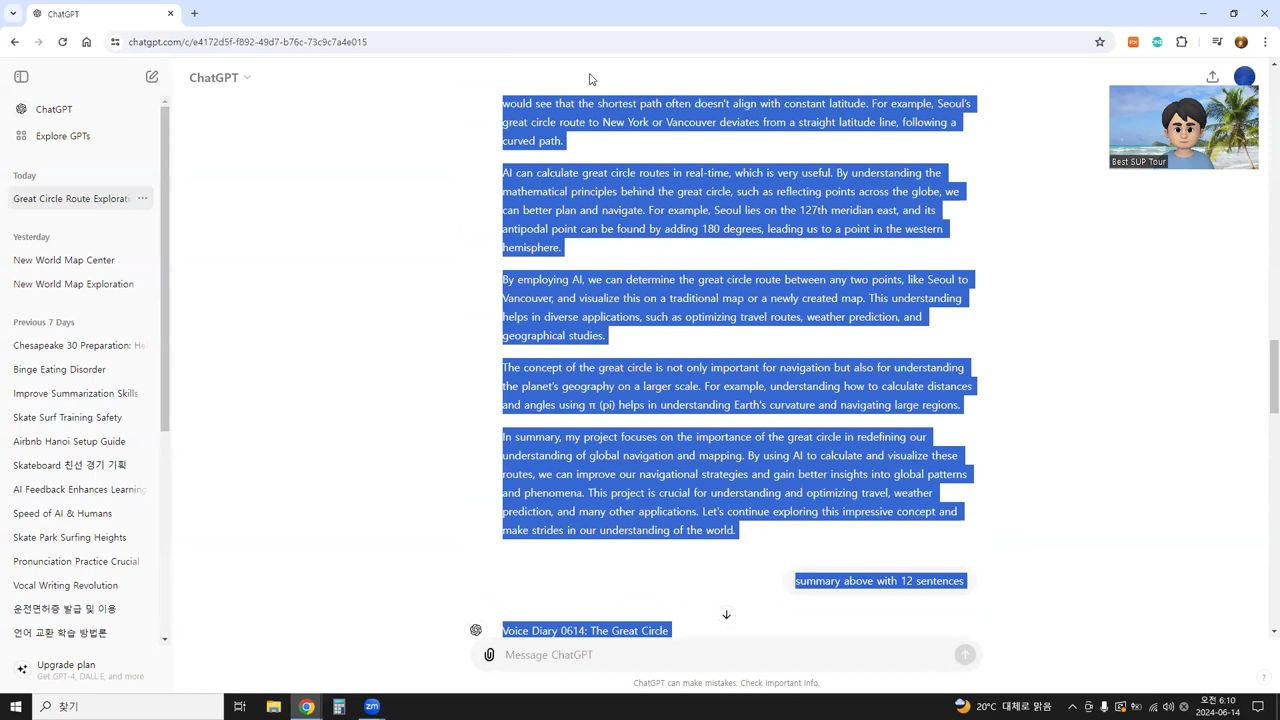 ChatGPT
chatgpt.com/c/e4172d5f-f892-49d7-b76c-73c9c7a4e015
ChatGPT
ChatGPT
Explore GPTs
Today
Great Circle Route Explorati
Yesterday
New World Map Center
New World Map Exploration
Previous 7 Days
Chesapeake 30 Preparation: He
Binge Eating Disorder
Improve Summarization Skills
Skate Surf Training Safety
Airbnb Hanoi Setup Guide
Skateboard 친선 경기 기획
AI Feedback Enhances Learning
Speed of AI & Humans
Skate Park Surfing Heights
Pronunciation Practice Crucial
Vocal Writing Revolution
운전면허증 발급 및 이용
언어 교환 학습 방법론
Upgrade plan
Get GPT-4, DALL·E, and more
would see that the shortest path often doesn't align with constant latitude. For example, Seoul's
great circle route to New York or Vancouver deviates from a straight latitude line, following a
curved path.
AI can calculate great circle routes in real-time, which is very useful. By understanding the
mathematical principles behind the great circle, such as reflecting points across the globe, we
can better plan and navigate. For example, Seoul lies on the 127th meridian east, and its
antipodal point can be found by adding 180 degrees, leading us to a point in the western
hemisphere.
By employing AI, we can determine the great circle route between any two points, like Seoul to
Vancouver, and visualize this on a traditional map or a newly created map. This understanding
helps in diverse applications, such as optimizing travel routes, weather prediction, and
geographical studies.
The concept of the great circle is not only important for navigation but also for understanding
the planet's geography on a larger scale. For example, understanding how to calculate distances
and angles using π (pi) helps in understanding Earth's curvature and navigating large regions.
In summary, my project focuses on the importance of the great circle in redefining our
understanding of global navigation and mapping. By using AI to calculate and visualize these
routes, we can improve our navigational strategies and gain better insights into global patterns
and phenomena. This project is crucial for understanding and optimizing travel, weather
prediction, and many other applications. Let's continue exploring this impressive concept and
make strides in our understanding of the world.
summary above with 12 sentences
Voice Diary 0614: The Great Circle
Message ChatGPT
ChatGPT can make mistakes. Check important info.
Best SUP Tour
찾기
20°C 대체로 맑음
오전 6:10
2024-06-14